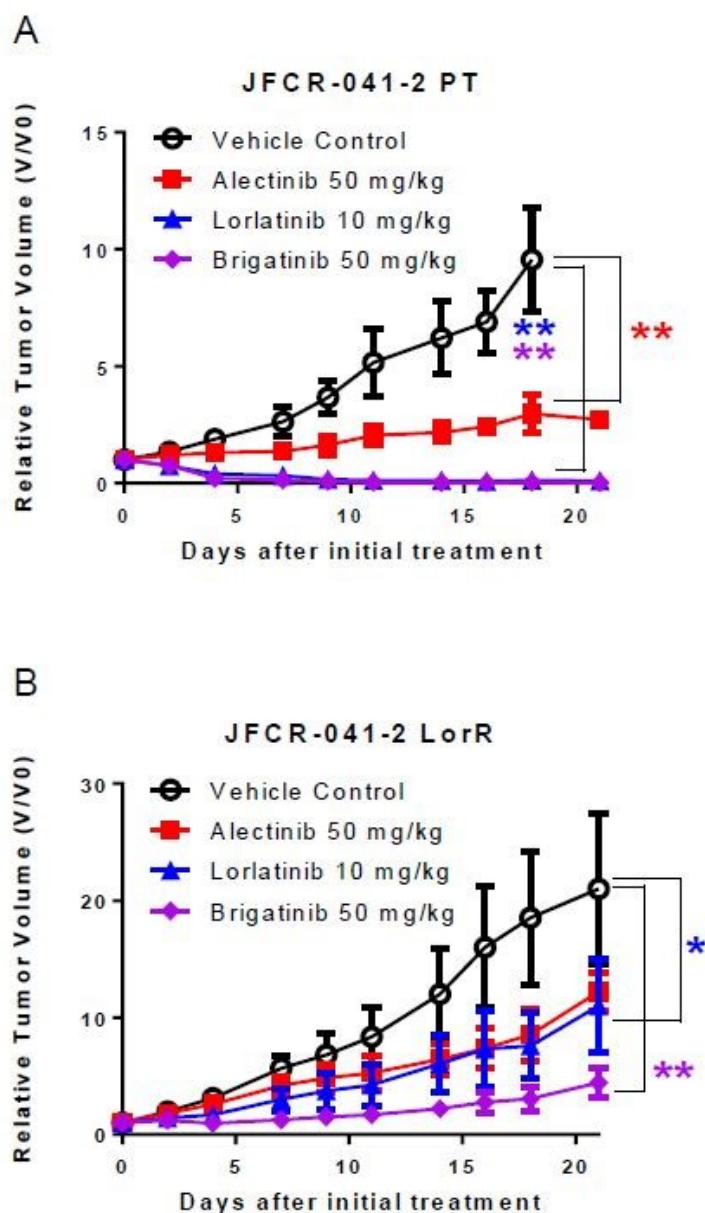 A
JFCR-041-2 PT
Relative Tumor Volume (V/V0)
15
10
5
0
Vehicle Control
Alectinib 50 mg/kg
Lorlatinib 10 mg/kg
Brigatinib 50 mg/kg
**
**
**
0 5 10 15 20
Days after initial treatment
B
JFCR-041-2 LorR
Relative Tumor Volume (V/V0)
30
20
10
0
Vehicle Control
Alectinib 50 mg/kg
Lorlatinib 10 mg/kg
Brigatinib 50 mg/kg
*
**
0 5 10 15 20
Days after initial treatment